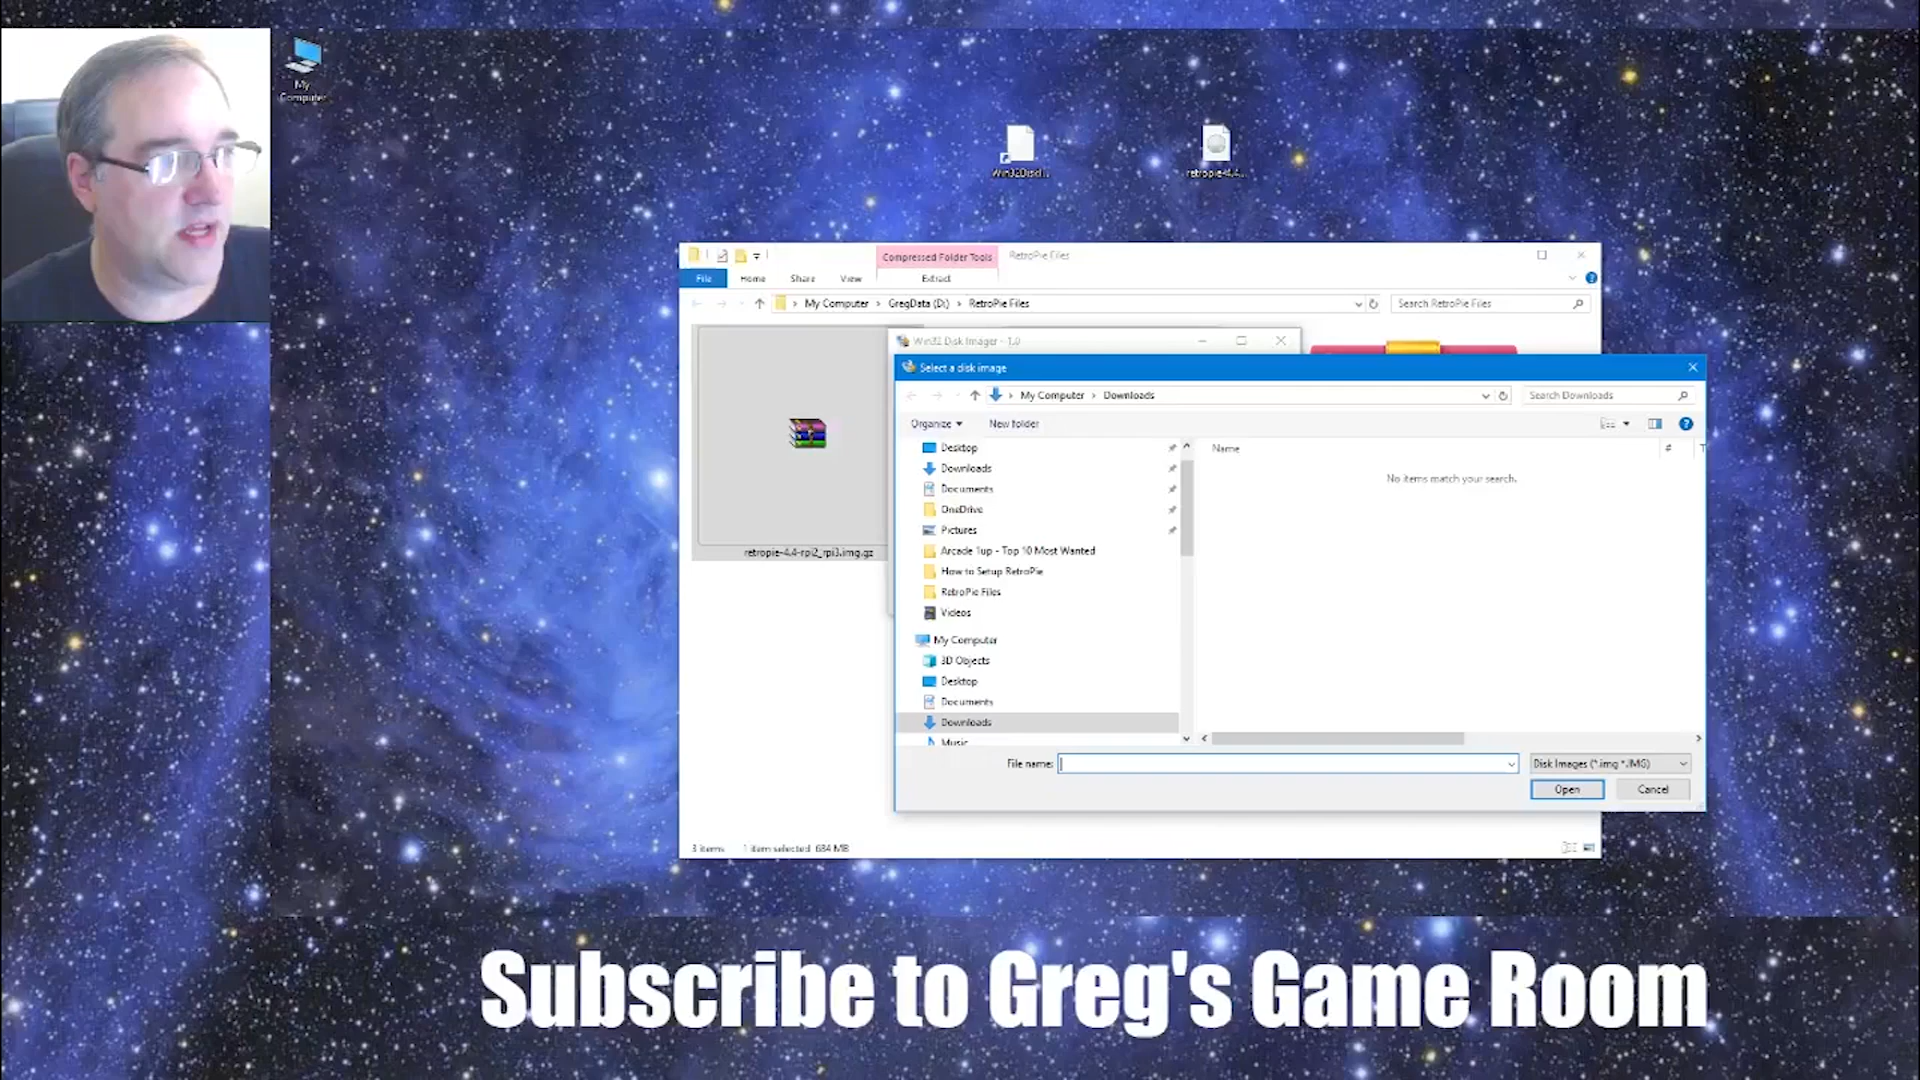 My
Computer
Win32DiskI...
retropie-4.4...
Compressed Folder Tools
RetroPie Files
File
Home
Share
View
Extract
My Computer
GregData (D:)
RetroPie Files
Search RetroPie Files
retropie-4.4-rpi2_rpi3.img.gz
Win32 Disk Imager - 1.0
Select a disk image
My Computer
Downloads
Search Downloads
Organize
New folder
Desktop
Downloads
Documents
OneDrive
Pictures
Arcade 1up - Top 10 Most Wanted
How to Setup RetroPie
RetroPie Files
Videos
My Computer
3D Objects
Desktop
Documents
Downloads
Music
Name
#
T
No items match your search.
File name:
Disk Images (*.img *.IMG)
Open
Cancel
3 items
1 item selected 684 MB
Subscribe to Greg's Game Room